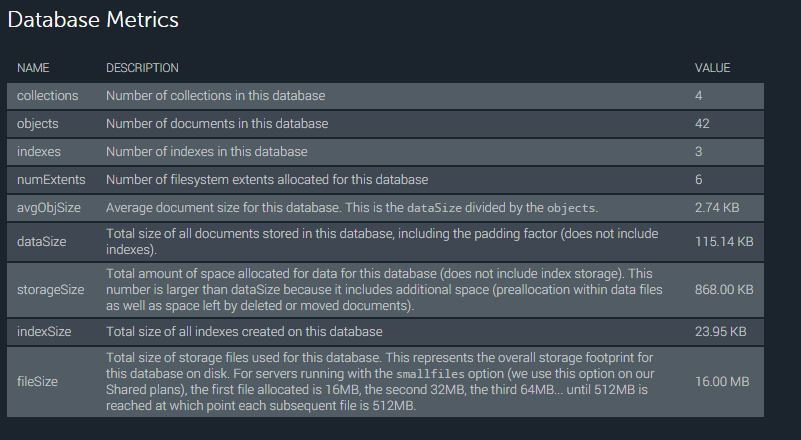 Database Metrics
NAME DESCRIPTION VALUE
collections Number of collections in this database 4
objects Number of documents in this database 42
indexes Number of indexes in this database 3
numExtents Number of filesystem extents allocated for this database 6
avgObjSize Average document size for this database. This is the dataSize divided by the objects. 2.74 KB
dataSize Total size of all documents stored in this database, including the padding factor (does not include 115.14 KB
indexes).
storageSize Total amount of space allocated for data for this database (does not include index storage). This 868.00 KB
number is larger than dataSize because it includes additional space (preallocation within data files
as well as space left by deleted or moved documents).
indexSize Total size of all indexes created on this database 23.95 KB
fileSize Total size of storage files used for this database. This represents the overall storage footprint for 16.00 MB
this database on disk. For servers running with the smallfiles option (we use this option on our
Shared plans), the first file allocated is 16MB, the second 32MB, the third 64MB... until 512MB is
reached at which point each subsequent file is 512MB.